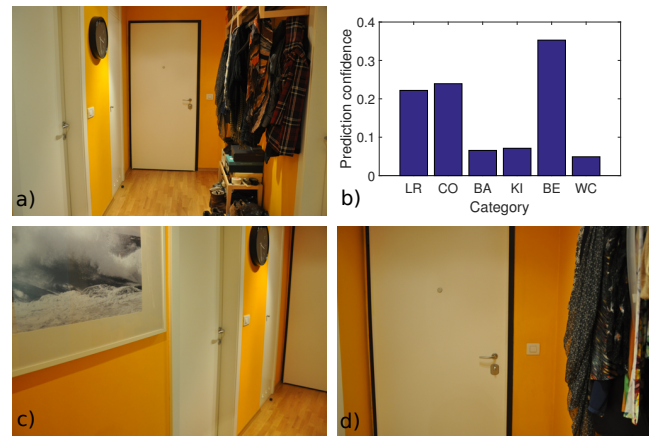 a)
0.4
0.3
0.2
0.1
0
Prediction confidence
LR CO BA KI BE WC
Category
b)
c)
d)